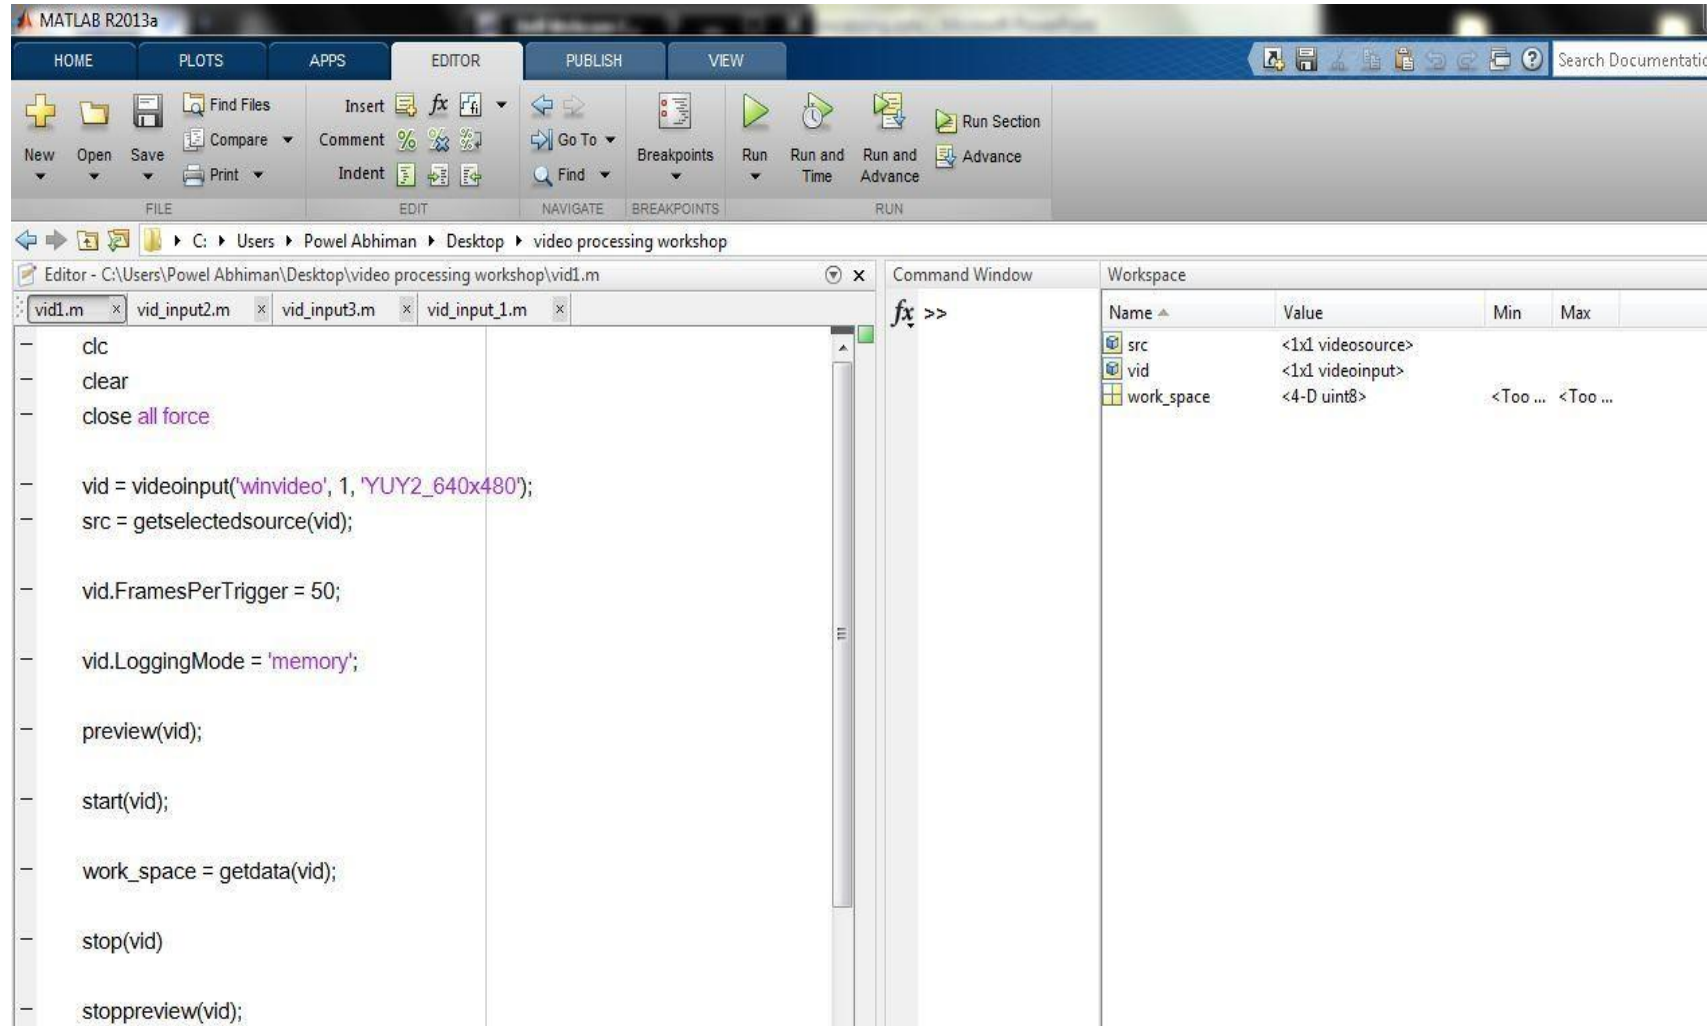 MATLAB R2013a
HOME PLOTS APPS EDITOR PUBLISH VIEW
Search Documentatio
Find Files
Compare
Print
New Open Save
Insert fx
Comment
Indent
Go To
Find
Breakpoints
Run
Run and Time
Run and Advance
Run Section
Advance
FILE EDIT NAVIGATE BREAKPOINTS RUN
C: Users Powel Abhiman Desktop video processing workshop
Editor - C:\Users\Powel Abhiman\Desktop\video processing workshop\vid1.m
vid1.m vid_input2.m vid_input3.m vid_input_1.m
clc
clear
close all force
vid = videoinput('winvideo', 1, 'YUY2_640x480');
src = getselectedsource(vid);
vid.FramesPerTrigger = 50;
vid.LoggingMode = 'memory';
preview(vid);
start(vid);
work_space = getdata(vid);
stop(vid)
stoppreview(vid);
Command Window
fx >>
Workspace
Name Value Min Max
src <1x1 videosource>
vid <1x1 videoinput>
work_space <4-D uint8> <Too ... <Too ...